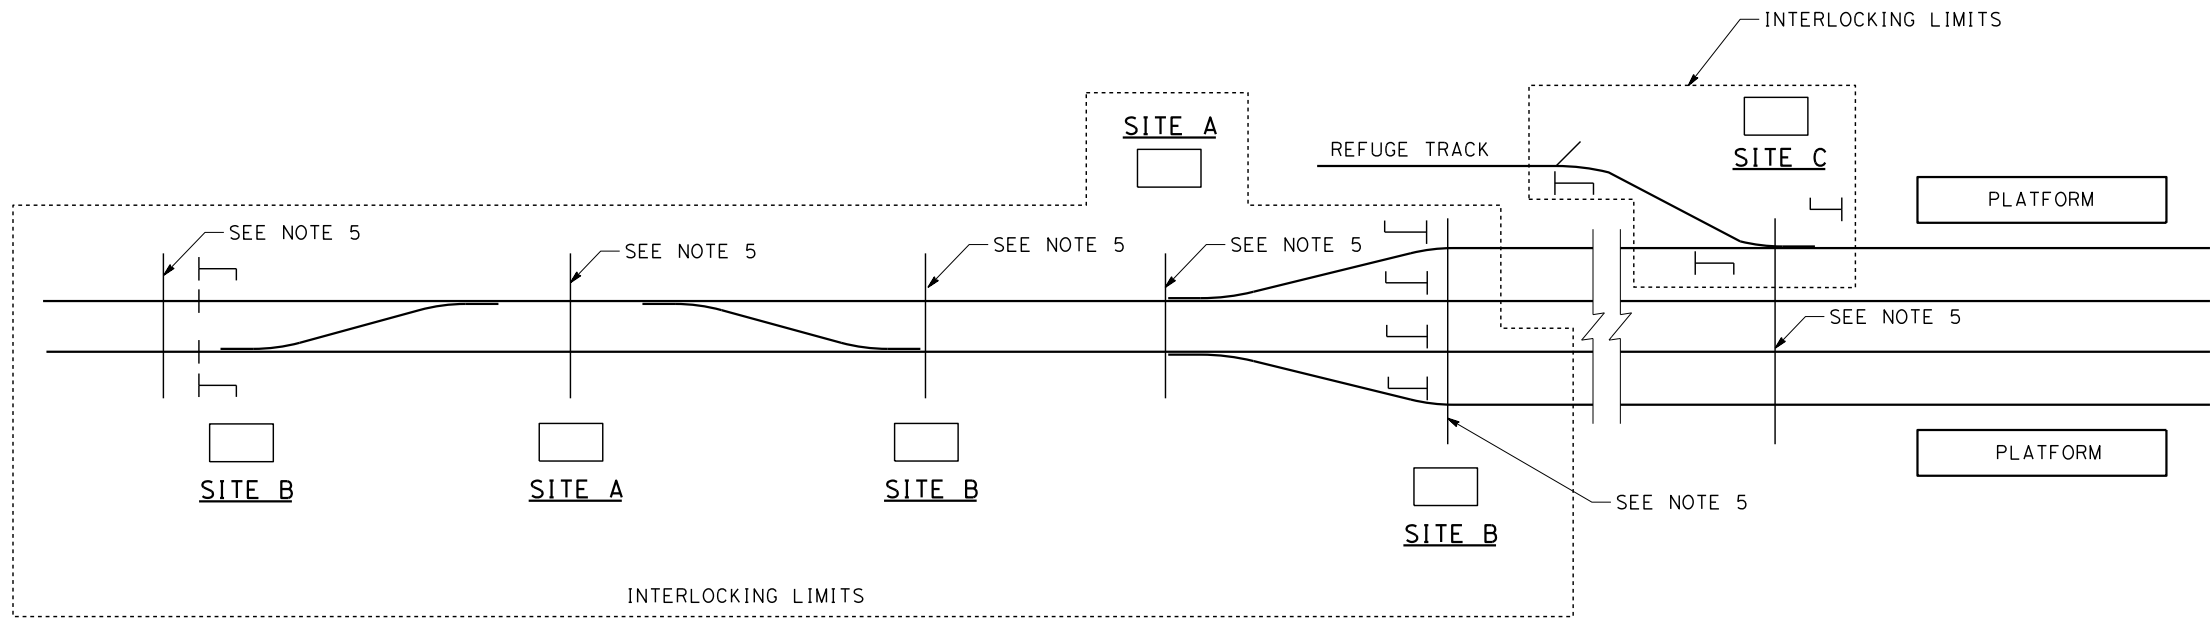 INTERLOCKING LIMITS
SITE A
REFUGE TRACK
SITE C
PLATFORM
SEE NOTE 5
SEE NOTE 5
SEE NOTE 5
SEE NOTE 5
SEE NOTE 5
PLATFORM
SITE B
SITE A
SITE B
SEE NOTE 5
SITE B
INTERLOCKING LIMITS